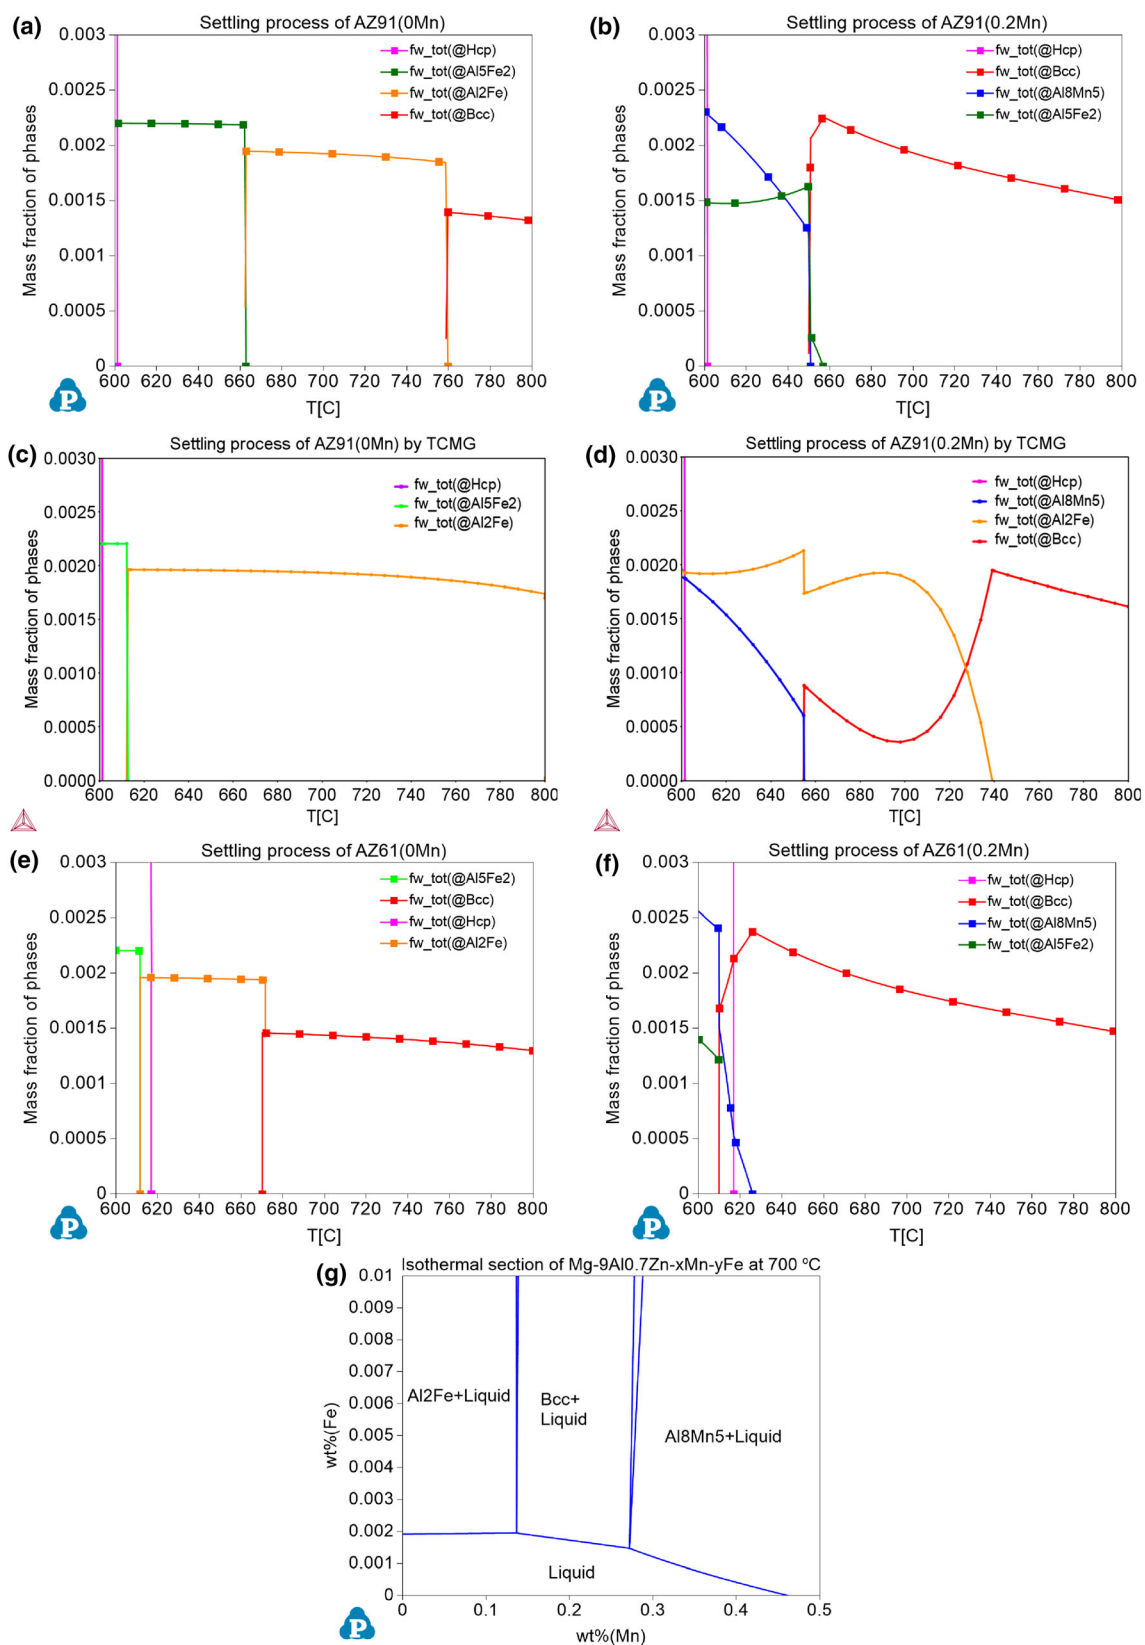 (a)
Settling process of AZ91(0Mn)
fw_tot(@Hcp)
fw_tot(@Al5Fe2)
fw_tot(@Al2Fe)
fw_tot(@Bcc)
Mass fraction of phases
0.003
0.0025
0.002
0.0015
0.001
0.0005
0
600 620 640 660 680 700 720 740 760 780 800
T[C]
P
(b)
Settling process of AZ91(0.2Mn)
fw_tot(@Hcp)
fw_tot(@Bcc)
fw_tot(@Al8Mn5)
fw_tot(@Al5Fe2)
Mass fraction of phases
0.003
0.0025
0.002
0.0015
0.001
0.0005
0
600 620 640 660 680 700 720 740 760 780 800
T[C]
P
(c)
Settling process of AZ91(0Mn) by TCMG
fw_tot(@Hcp)
fw_tot(@Al5Fe2)
fw_tot(@Al2Fe)
Mass fraction of phases
0.0030
0.0025
0.0020
0.0015
0.0010
0.0005
0.0000
600 620 640 660 680 700 720 740 760 780 800
T[C]
(d)
Settling process of AZ91(0.2Mn) by TCMG
fw_tot(@Hcp)
fw_tot(@Al8Mn5)
fw_tot(@Al2Fe)
fw_tot(@Bcc)
Mass fraction of phases
0.0030
0.0025
0.0020
0.0015
0.0010
0.0005
0.0000
600 620 640 660 680 700 720 740 760 780 800
T[C]
(e)
Settling process of AZ61(0Mn)
fw_tot(@Al5Fe2)
fw_tot(@Bcc)
fw_tot(@Hcp)
fw_tot(@Al2Fe)
Mass fraction of phases
0.003
0.0025
0.002
0.0015
0.001
0.0005
0
600 620 640 660 680 700 720 740 760 780 800
T[C]
P
(f)
Settling process of AZ61(0.2Mn)
fw_tot(@Hcp)
fw_tot(@Bcc)
fw_tot(@Al8Mn5)
fw_tot(@Al5Fe2)
Mass fraction of phases
0.003
0.0025
0.002
0.0015
0.001
0.0005
0
600 620 640 660 680 700 720 740 760 780 800
T[C]
P
(g)
Isothermal section of Mg-9Al0.7Zn-xMn-yFe at 700 ºC
wt%(Fe)
0.01
0.009
0.008
0.007
0.006
0.005
0.004
0.003
0.002
0.001
0
Al2Fe+Liquid
Bcc+
Liquid
Al8Mn5+Liquid
Liquid
0 0.1 0.2 0.3 0.4 0.5
wt%(Mn)
P